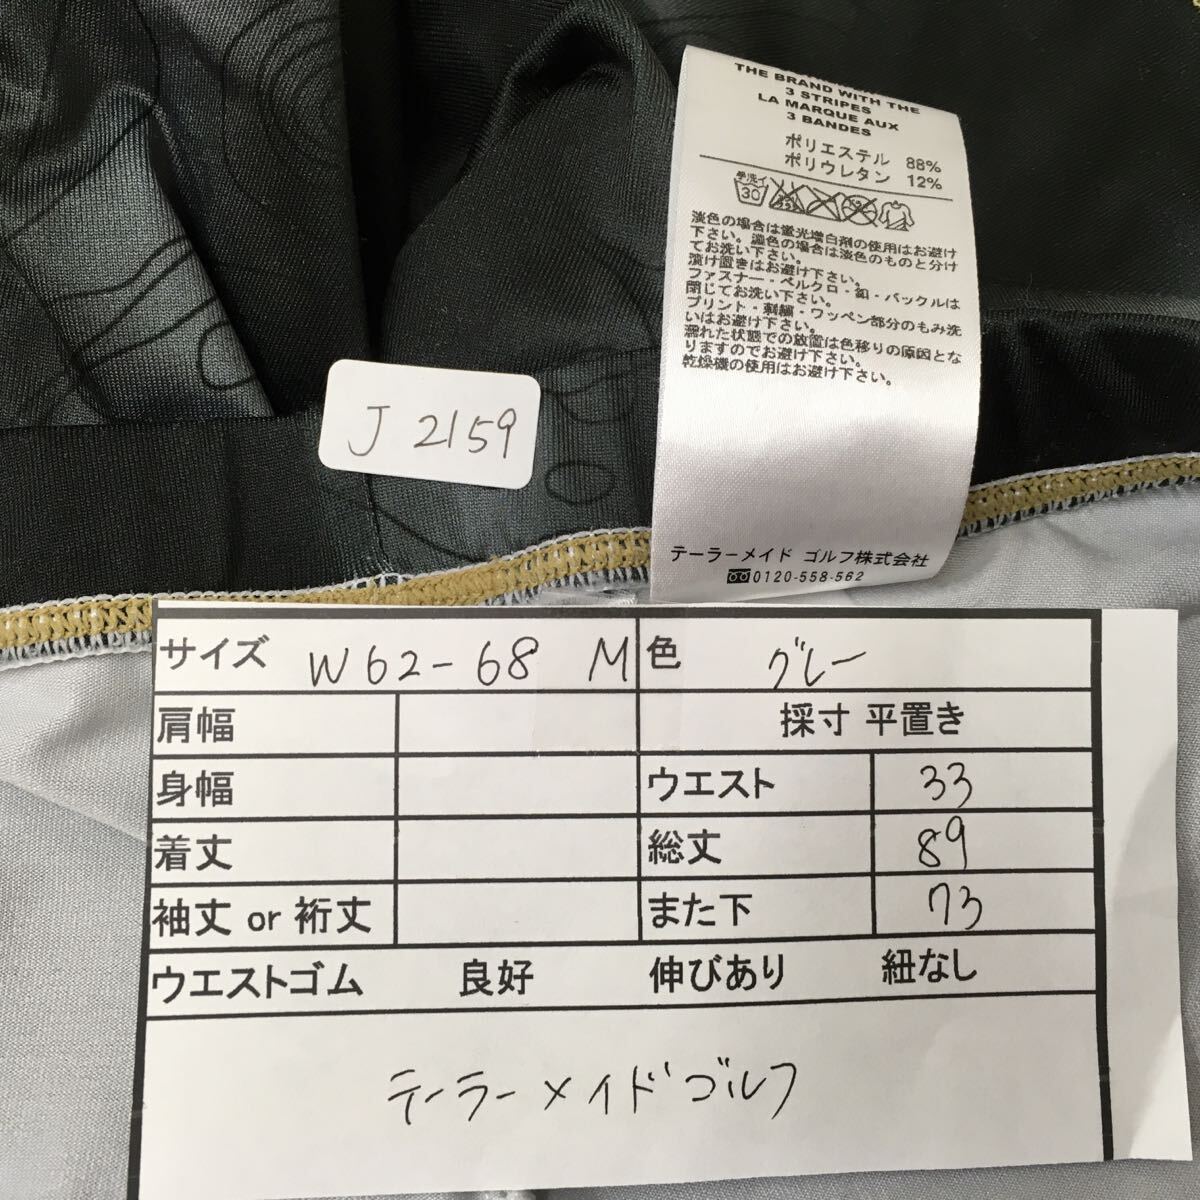 THE BRAND WITH THE
3 STRIPES
LA MARQUE AUX
3 BANDES
ポリエステル 88%
ポリウレタン 12%
手洗イ
30
淡色の場合は蛍光増白剤の使用はお避け
下さい。濃色の場合は淡色のものと分け
てお洗い下さい。
漬け置きはお避け下さい。
ファスナー・ベルクロ・釦・バックルは
閉じてお洗い下さい。
プリント・刺繍・ワッペン部分のもみ洗
いはお避け下さい。
濡れた状態での放置は色移りの原因とな
りますのでお避け下さい。
乾燥機の使用はお避け下さい。
J 2159
テーラーメイド ゴルフ株式会社
0120-558-562
サイズ W62-68 M 色 グレー
肩幅 採寸 平置き
身幅 ウエスト 33
着丈 総丈 89
袖丈 or 裄丈 また下 73
ウエストゴム 良好 伸びあり 紐なし
テーラーメイドゴルフ